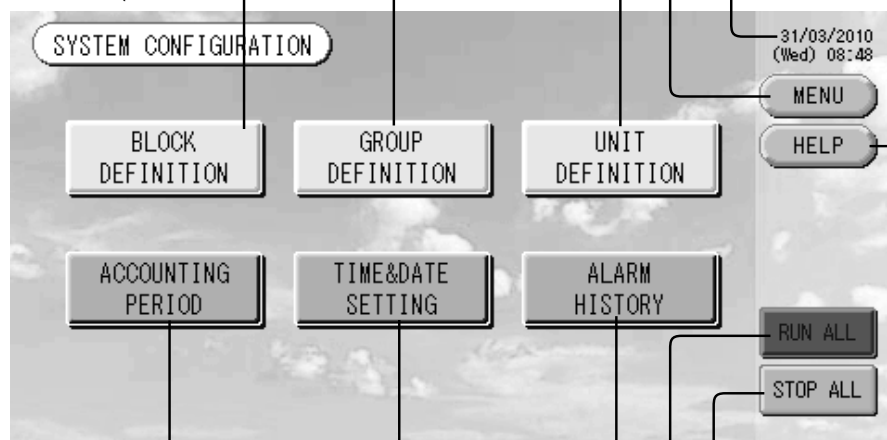 SYSTEM CONFIGURATION
31/03/2010
(Wed) 08:48
MENU
HELP
BLOCK
DEFINITION
GROUP
DEFINITION
UNIT
DEFINITION
ACCOUNTING
PERIOD
TIME&DATE
SETTING
ALARM
HISTORY
RUN ALL
STOP ALL